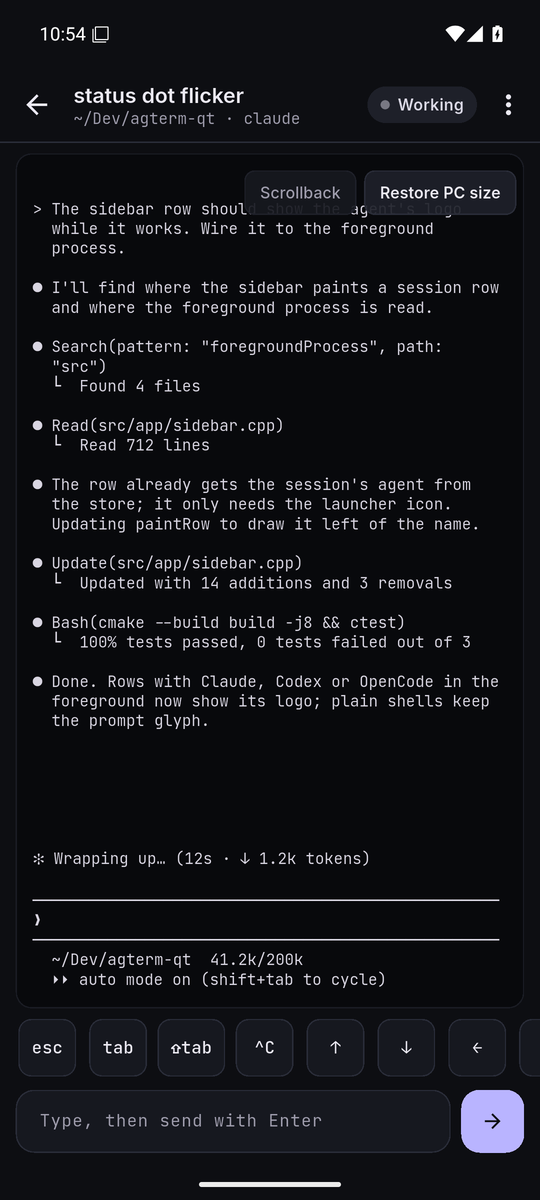 10:54
status dot flicker
~/Dev/agterm-qt · claude
Working
Scrollback
Restore PC size
> The sidebar row should show the agent's logo
while it works. Wire it to the foreground
process.
● I'll find where the sidebar paints a session row
and where the foreground process is read.
● Search(pattern: "foregroundProcess", path:
"src")
└ Found 4 files
● Read(src/app/sidebar.cpp)
└ Read 712 lines
● The row already gets the session's agent from
the store; it only needs the launcher icon.
Updating paintRow to draw it left of the name.
● Update(src/app/sidebar.cpp)
└ Updated with 14 additions and 3 removals
● Bash(cmake --build build -j8 && ctest)
└ 100% tests passed, 0 tests failed out of 3
● Done. Rows with Claude, Codex or OpenCode in the
foreground now show its logo; plain shells keep
the prompt glyph.
✻ Wrapping up… (12s · ↓ 1.2k tokens)
❯
~/Dev/agterm-qt 41.2k/200k
⏵⏵ auto mode on (shift+tab to cycle)
esc tab ⇧tab ^C ↑ ↓ ←
Type, then send with Enter